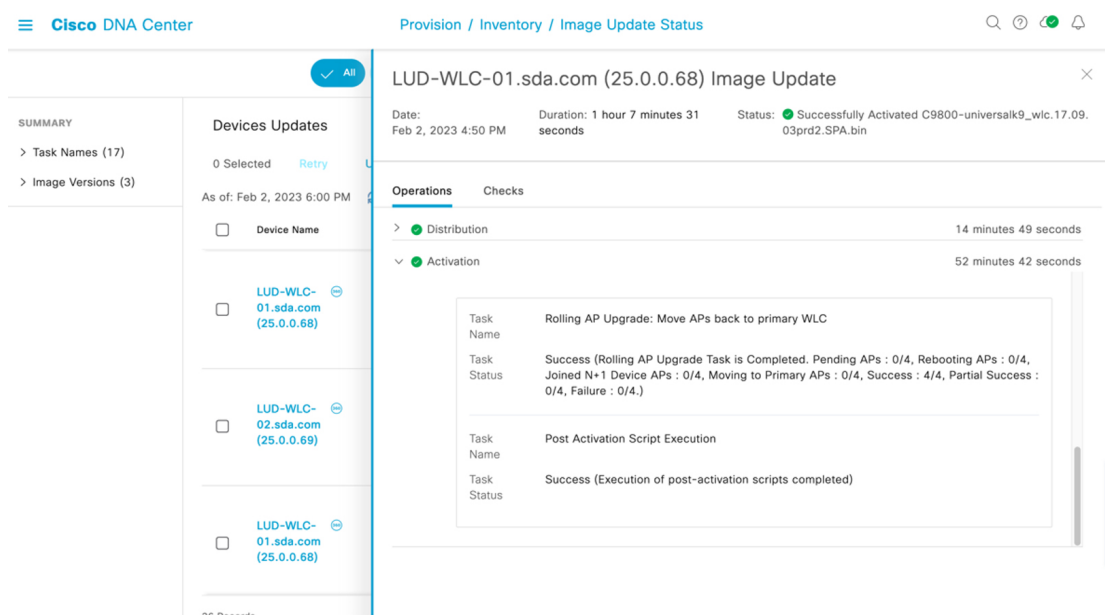 Cisco DNA Center
Provision / Inventory / Image Update Status
All
SUMMARY
> Task Names (17)
> Image Versions (3)
Devices Updates
0 Selected Retry U
As of: Feb 2, 2023 6:00 PM
Device Name
LUD-WLC-
01.sda.com
(25.0.0.68)
LUD-WLC-
02.sda.com
(25.0.0.69)
LUD-WLC-
01.sda.com
(25.0.0.68)
LUD-WLC-01.sda.com (25.0.0.68) Image Update
Date:
Feb 2, 2023 4:50 PM
Duration: 1 hour 7 minutes 31
seconds
Status: Successfully Activated C9800-universalk9_wlc.17.09.
03prd2.SPA.bin
Operations Checks
Distribution 14 minutes 49 seconds
Activation 52 minutes 42 seconds
Task
Name
Rolling AP Upgrade: Move APs back to primary WLC
Task
Status
Success (Rolling AP Upgrade Task is Completed. Pending APs : 0/4, Rebooting APs : 0/4,
Joined N+1 Device APs : 0/4, Moving to Primary APs : 0/4, Success : 4/4, Partial Success :
0/4, Failure : 0/4.)
Task
Name
Post Activation Script Execution
Task
Status
Success (Execution of post-activation scripts completed)